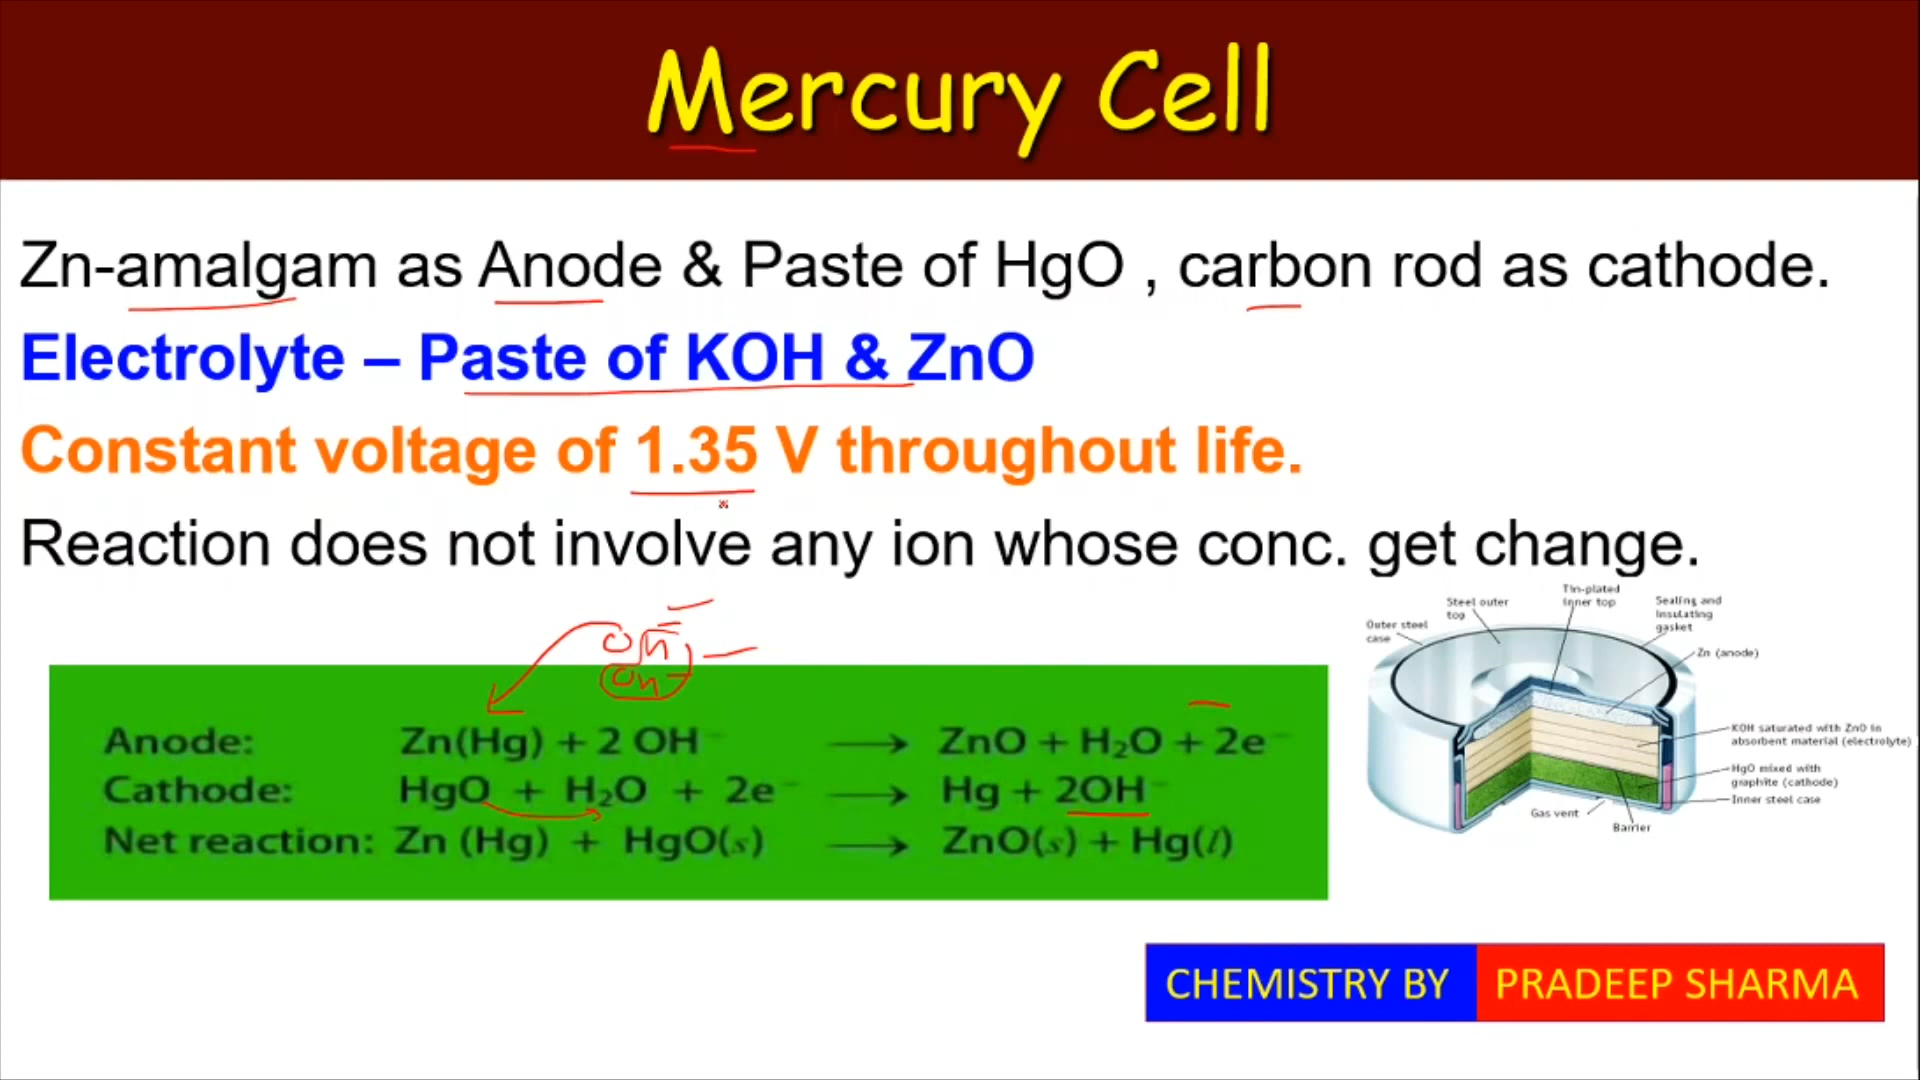 Mercury Cell
Zn-amalgam as Anode & Paste of HgO , carbon rod as cathode.
Electrolyte – Paste of KOH & ZnO
Constant voltage of 1.35 V throughout life.
Reaction does not involve any ion whose conc. get change.
Anode: Zn(Hg) + 2 OH⁻ ⟶ ZnO + H₂O + 2e⁻
Cathode: HgO + H₂O + 2e⁻ ⟶ Hg + 2OH⁻
Net reaction: Zn (Hg) + HgO(s) ⟶ ZnO(s) + Hg(l)
Tin-plated
inner top
Steel outer
top
Sealing and
insulating
gasket
Outer steel
case
Zn (anode)
KOH saturated with ZnO in
absorbent material (electrolyte)
HgO mixed with
graphite (cathode)
Inner steel case
Gas vent
Barrier
CHEMISTRY BY PRADEEP SHARMA